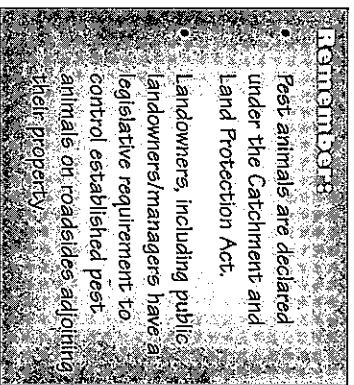 Remember:
• Pest animals are declared
under the Catchment and
Land Protection Act.
• Landowners, including public
landowners/managers have a
legislative requirement to
control established pest
animals on roadsides adjoining
their property.